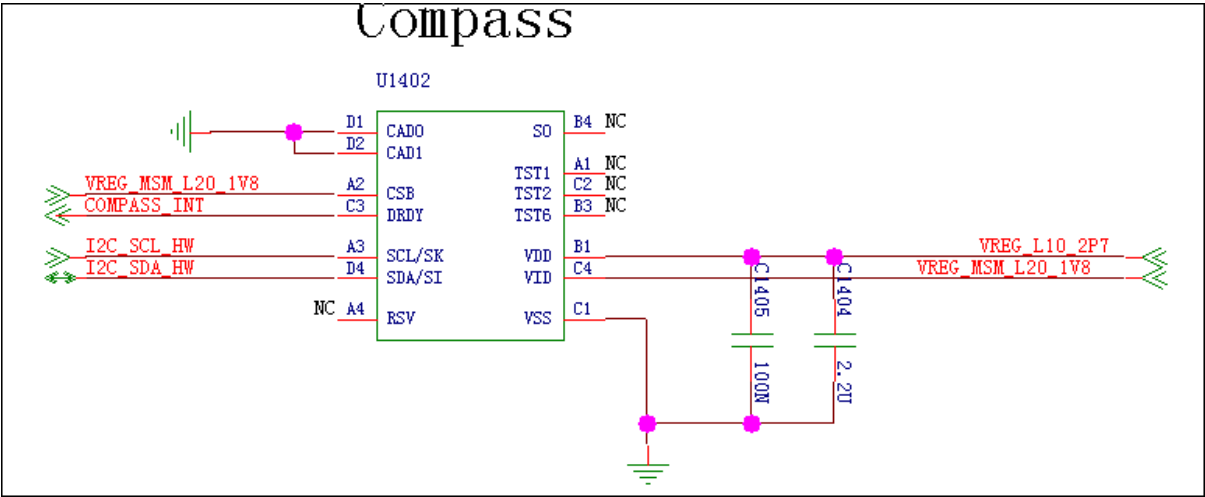 Compass
U1402
D1 CAD0 SO B4 NC
D2 CAD1
TST1 A1 NC
VREG_MSM_L20_1V8 A2 CSB TST2 C2 NC
COMPASS_INT C3 DRDY TST6 B3 NC
I2C_SCL_HW A3 SCL/SK VDD B1 VREG_L10_2P7
I2C_SDA_HW D4 SDA/SI VID C4 VREG_MSM_L20_1V8
NC A4 RSV VSS C1
C1405
100N
C1404
2.2U